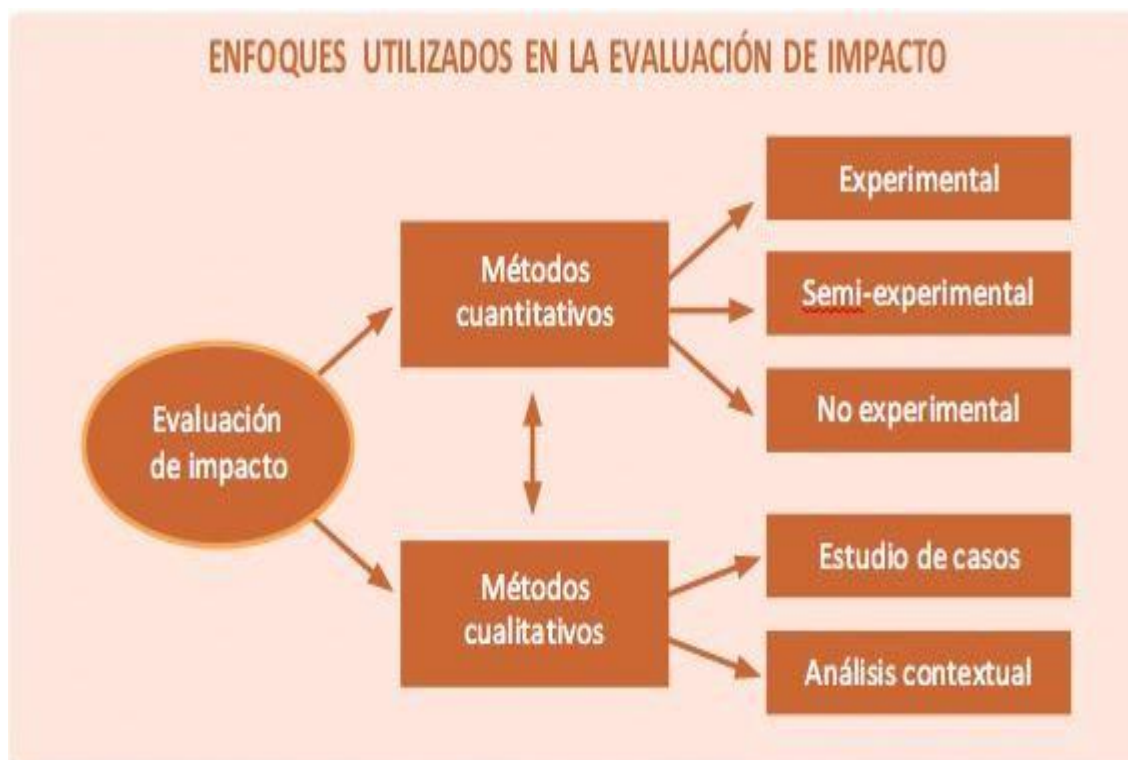 ENFOQUES UTILIZADOS EN LA EVALUACIÓN DE IMPACTO
Evaluación
de impacto
Métodos
cuantitativos
Experimental
Semi-experimental
No experimental
Métodos
cualitativos
Estudio de casos
Análisis contextual